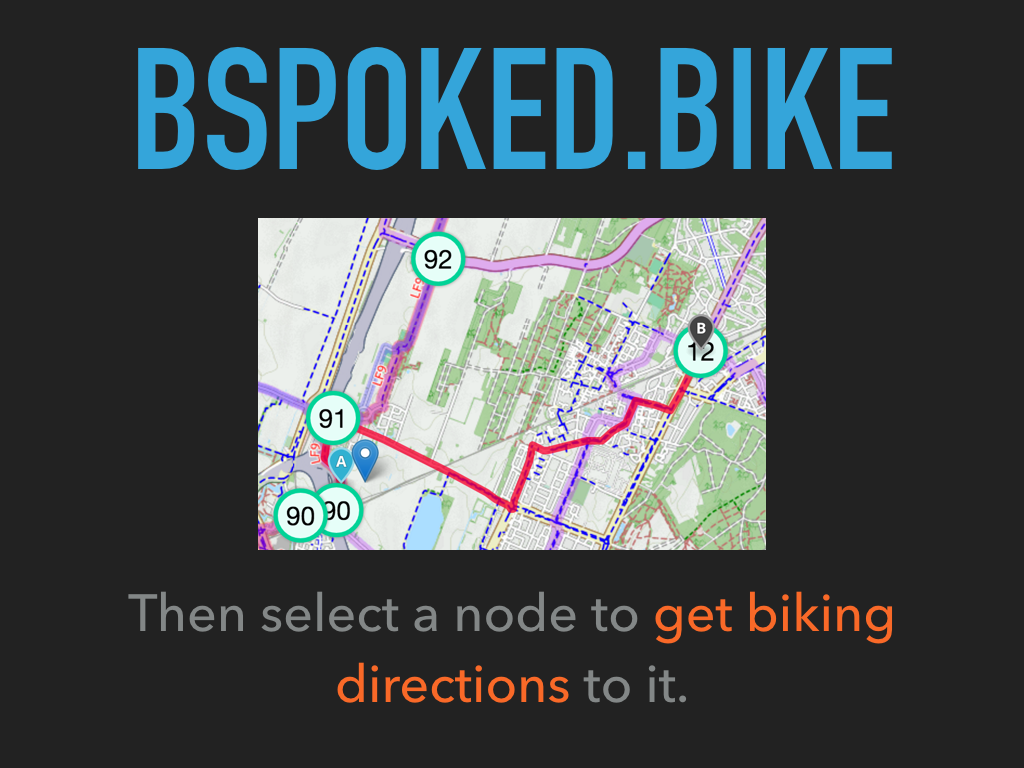 BSPOKED.BIKE
92
LF9
LF9
B
12
91
LF9
A
90
90
Then select a node to get biking
directions to it.